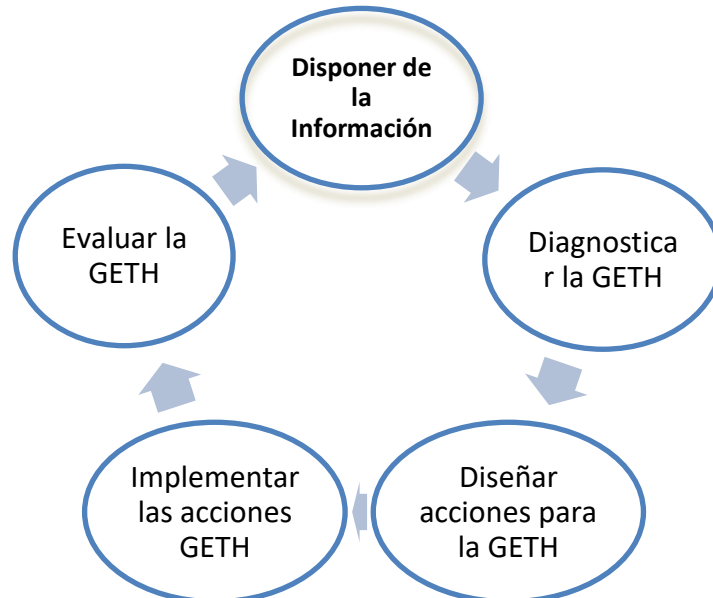 Disponer de
la
Información
Diagnostica
r la GETH
Diseñar
acciones para
la GETH
Implementar
las acciones
GETH
Evaluar la
GETH